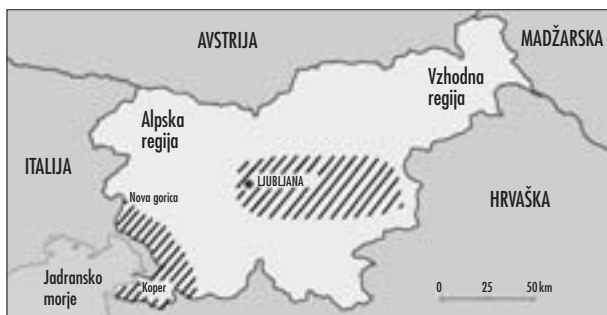 AVSTRIJA
MADŽARSKA
Vzhodna
regija
Alpska
regija
ITALIJA
LJUBLJANA
Nova gorica
HRVAŠKA
Jadransko
morje
Koper
0 25 50 km